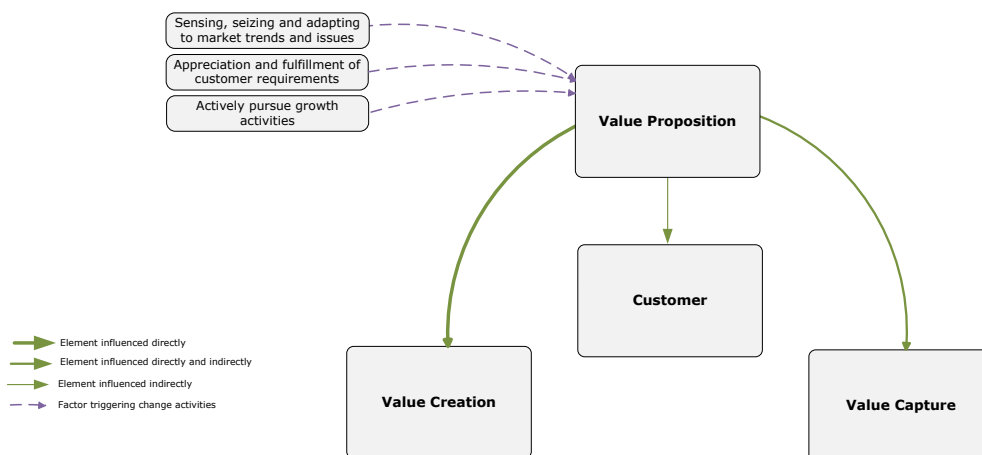 Sensing, seizing and adapting
to market trends and issues
Appreciation and fulfillment of
customer requirements
Actively pursue growth
activities
Value Proposition
Customer
Value Creation
Value Capture
Element influenced directly
Element influenced directly and indirectly
Element influenced indirectly
Factor triggering change activities